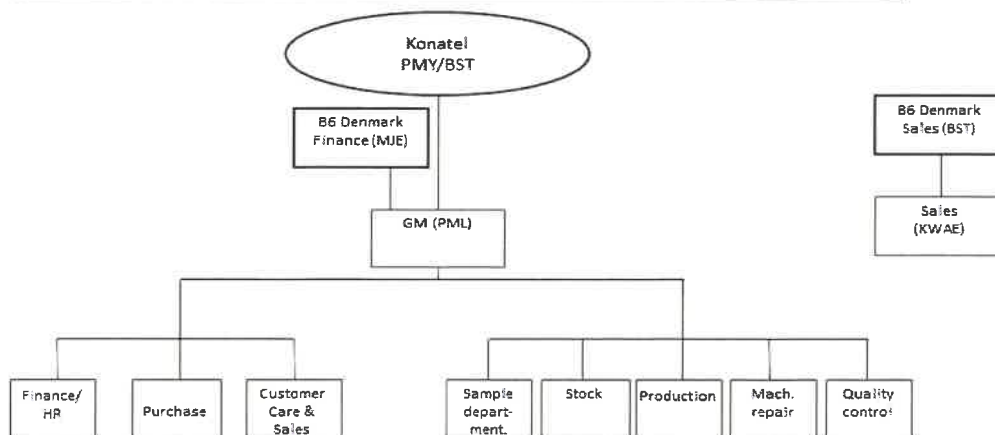 Konatel
PMY/BST
B6 Denmark
Finance (MJE)
B6 Denmark
Sales (BST)
GM (PML)
Sales
(KWAE)
Finance/
HR
Purchase
Customer
Care &
Sales
Sample
depart-
ment.
Stock
Production
Mach.
repair
Quality
control